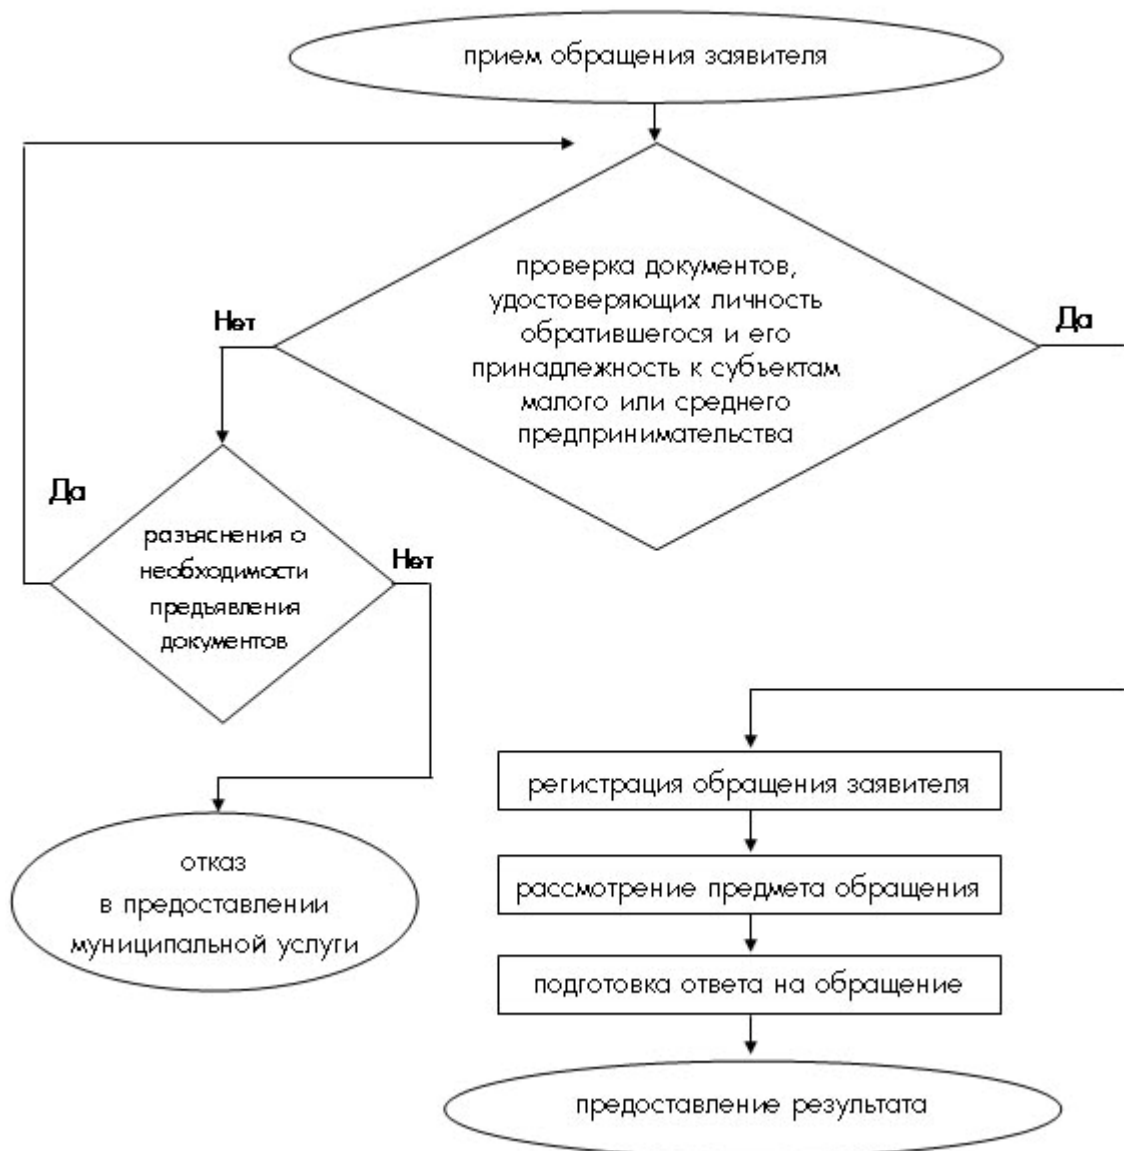 прием обращения заявителя
проверка документов,
удостоверяющих личность
обратившегося и его
принадлежность к субъектам
малого или среднего
предпринимательства
Нет
Да
Да
разъяснения о
необходимости
предъявления
документов
Нет
отказ
в предоставлении
муниципальной услуги
регистрация обращения заявителя
рассмотрение предмета обращения
подготовка ответа на обращение
предоставление результата